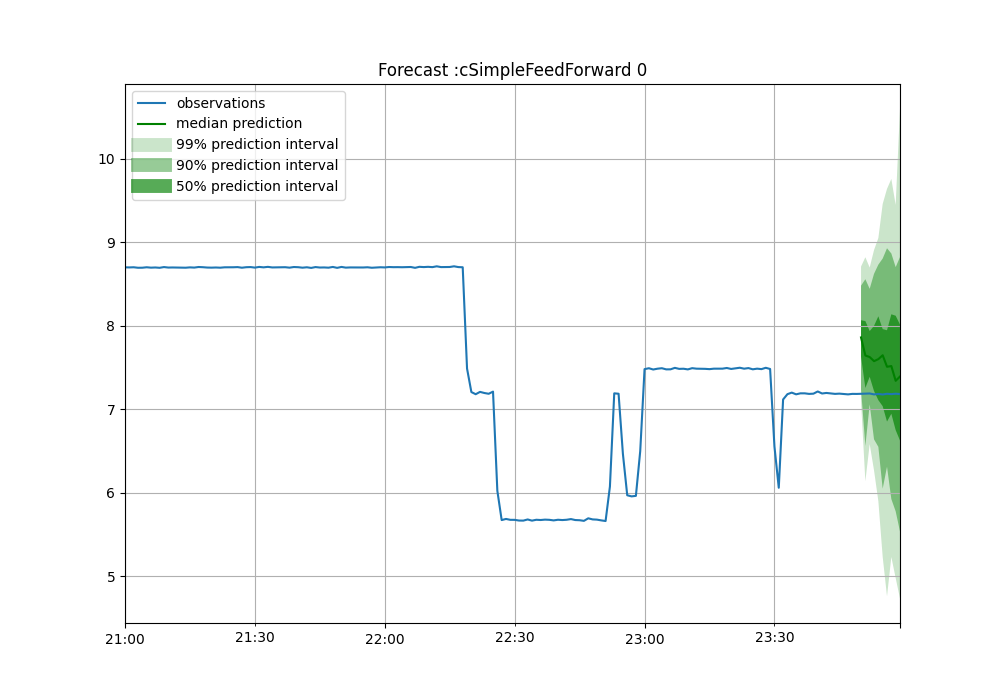 Forecast :cSimpleFeedForward 0
observations
median prediction
99% prediction interval
90% prediction interval
50% prediction interval
10
9
8
7
6
5
21:00
21:30
22:00
22:30
23:00
23:30